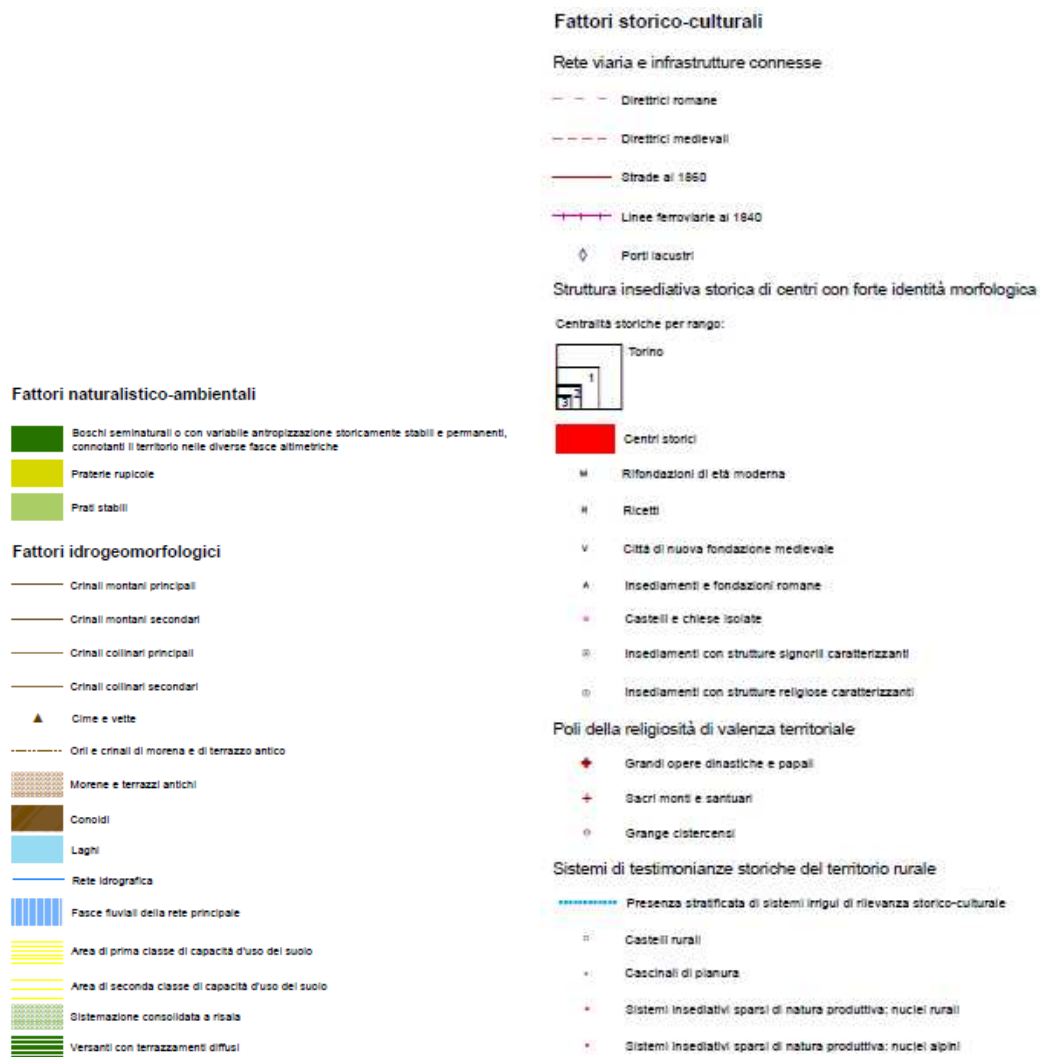 Fattori naturalistico-ambientali
Boschi seminaturali o con variabile antropizzazione storicamente stabili e permanenti,
connotanti il territorio nelle diverse fasce altimetriche
Praterie rupicole
Prati stabili
Fattori idrogeomorfologici
Crinali montani principali
Crinali montani secondari
Crinali collinari principali
Crinali collinari secondari
Cime e vette
Orli e crinali di morena e di terrazzo antico
Morene e terrazzi antichi
Conoidi
Laghi
Rete idrografica
Fasce fluviali della rete principale
Area di prima classe di capacità d'uso del suolo
Area di seconda classe di capacità d'uso del suolo
Sistemazione consolidata a risaia
Versanti con terrazzamenti diffusi
Fattori storico-culturali
Rete viaria e infrastrutture connesse
Direttrici romane
Direttrici medievali
Strade al 1860
Linee ferroviarie al 1840
Porti lacustri
Struttura insediativa storica di centri con forte identità morfologica
Centralità storiche per rango:
Torino
1
2
3
Centri storici
M Rifondazioni di età moderna
R Ricetti
V Città di nuova fondazione medievale
A Insediamenti e fondazioni romane
Castelli e chiese isolate
Insediamenti con strutture signorili caratterizzanti
Insediamenti con strutture religiose caratterizzanti
Poli della religiosità di valenza territoriale
Grandi opere dinastiche e papali
Sacri monti e santuari
Grange cistercensi
Sistemi di testimonianze storiche del territorio rurale
Presenza stratificata di sistemi irrigui di rilevanza storico-culturale
Castelli rurali
Cascinali di pianura
Sistemi insediativi sparsi di natura produttiva: nuclei rurali
Sistemi insediativi sparsi di natura produttiva: nuclei alpini